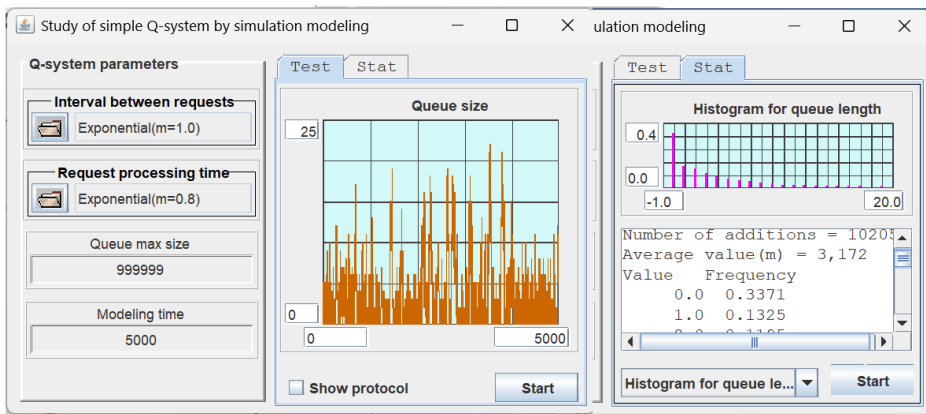 Study of simple Q-system by simulation modeling
Q-system parameters
Interval between requests
Exponential(m=1.0)
Request processing time
Exponential(m=0.8)
Queue max size
999999
Modeling time
5000
Test
Stat
Queue size
25
0
0
5000
Show protocol
Start
ulation modeling
Test
Stat
Histogram for queue length
0.4
0.0
-1.0
20.0
Number of additions = 10205
Average value(m) = 3,172
Value Frequency
0.0 0.3371
1.0 0.1325
Histogram for queue le...
Start